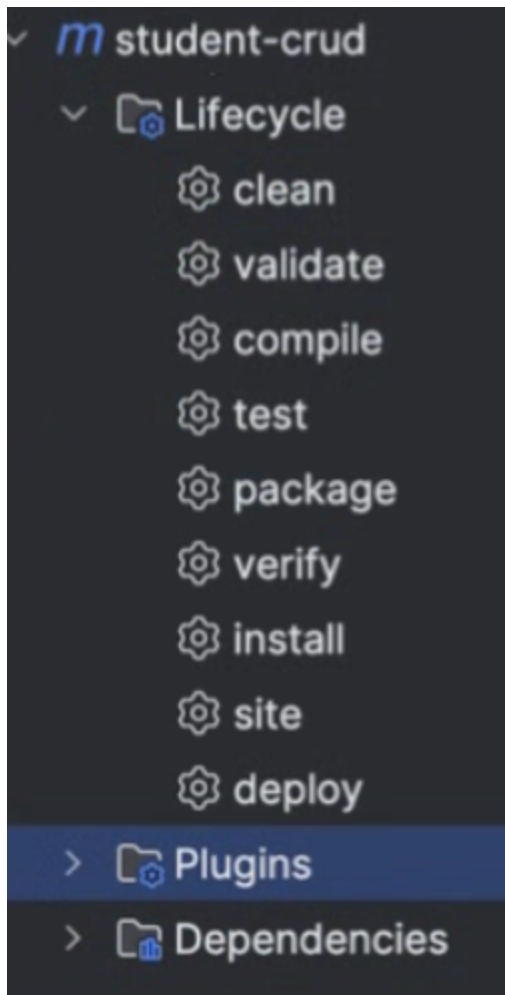 m student-crud
Lifecycle
clean
validate
compile
test
package
verify
install
site
deploy
Plugins
Dependencies